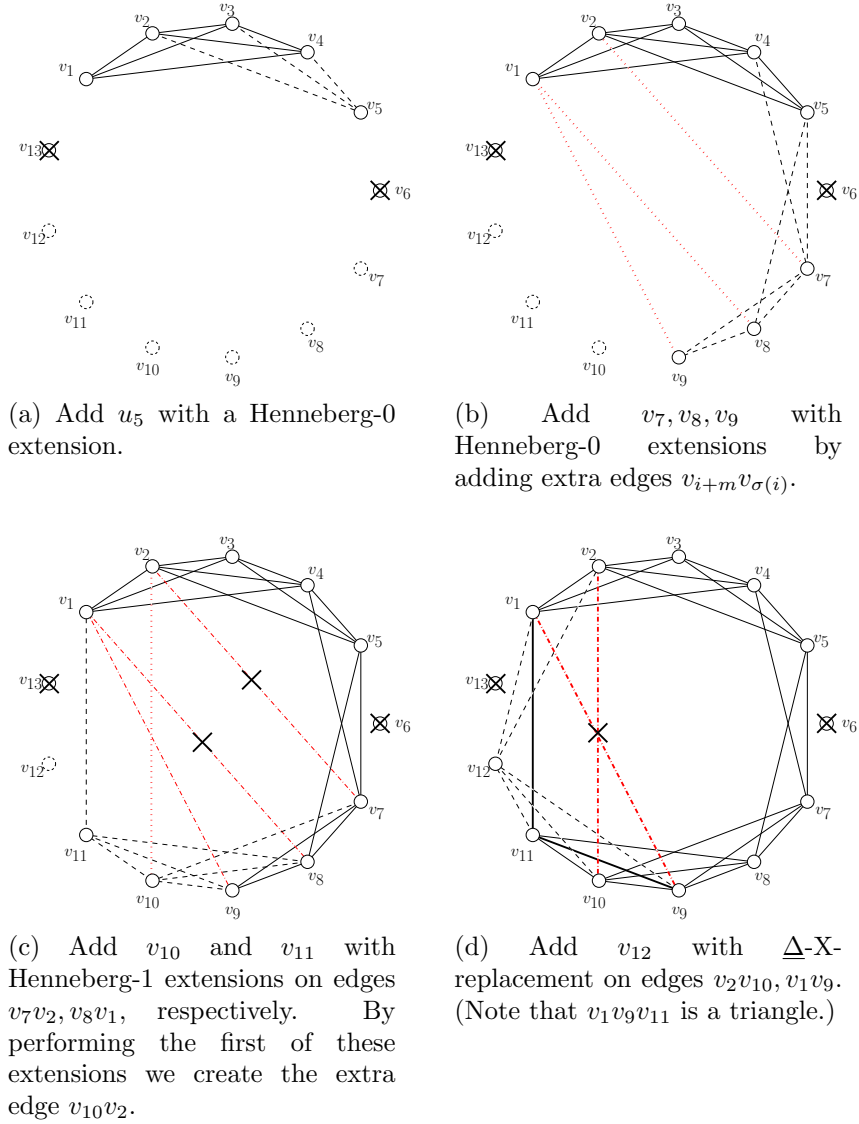 v₃
v₂
v₄
v₁
v₅
v₁₃
v₆
v₁₂
v₇
v₁₁
v₈
v₁₀
v₉
(a) Add u₅ with a Henneberg-0
extension.
v₃
v₂
v₄
v₁
v₅
v₁₃
v₆
v₁₂
v₇
v₁₁
v₈
v₁₀
v₉
(b) Add v₇, v₈, v₉ with
Henneberg-0 extensions by
adding extra edges vᵢ₊ₘv_σ(i).
v₃
v₂
v₄
v₁
v₅
v₁₃
v₆
v₁₂
v₇
v₁₁
v₈
v₁₀
v₉
(c) Add v₁₀ and v₁₁ with
Henneberg-1 extensions on edges
v₇v₂, v₈v₁, respectively. By
performing the first of these
extensions we create the extra
edge v₁₀v₂.
v₃
v₂
v₄
v₁
v₅
v₁₃
v₆
v₁₂
v₇
v₁₁
v₈
v₁₀
v₉
(d) Add v₁₂ with Δ̲-X-
replacement on edges v₂v₁₀, v₁v₉.
(Note that v₁v₉v₁₁ is a triangle.)